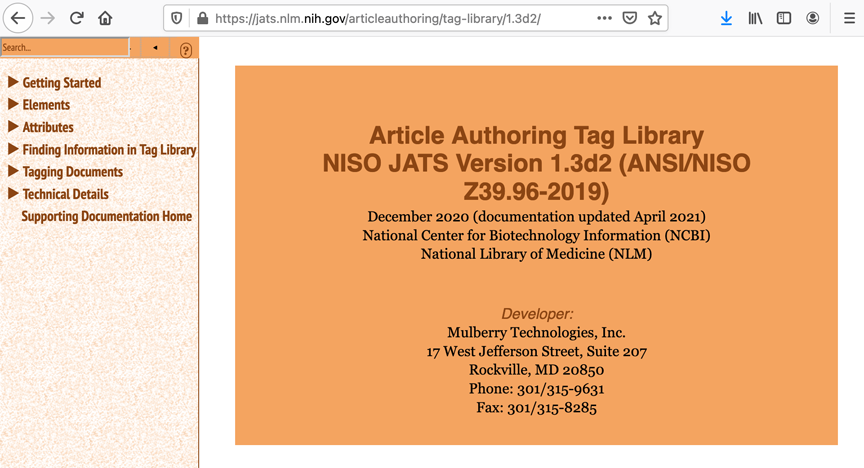 https://jats.nlm.nih.gov/articleauthoring/tag-library/1.3d2/
Search...
?
Getting Started
Elements
Attributes
Finding Information in Tag Library
Tagging Documents
Technical Details
Supporting Documentation Home
Article Authoring Tag Library
NISO JATS Version 1.3d2 (ANSI/NISO
Z39.96-2019)
December 2020 (documentation updated April 2021)
National Center for Biotechnology Information (NCBI)
National Library of Medicine (NLM)
Developer:
Mulberry Technologies, Inc.
17 West Jefferson Street, Suite 207
Rockville, MD 20850
Phone: 301/315-9631
Fax: 301/315-8285